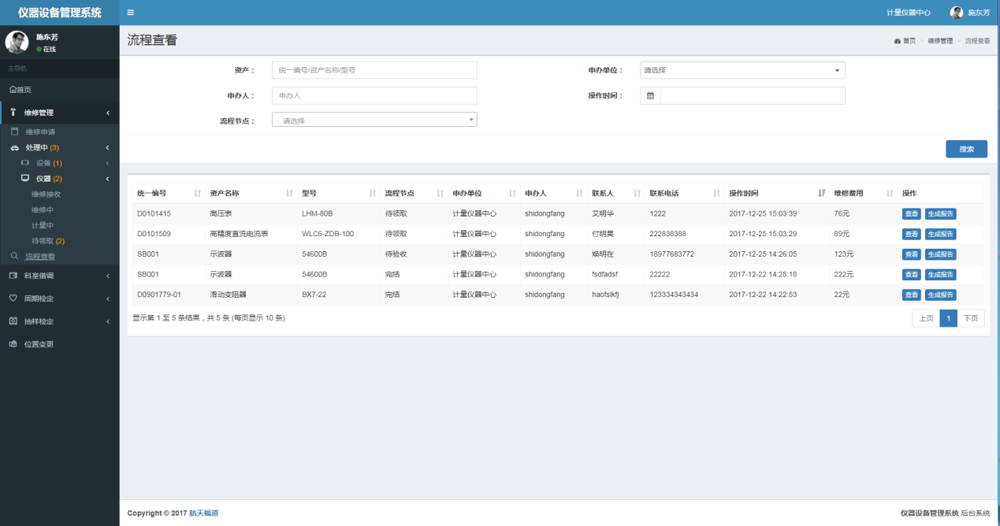 仪器设备管理系统
计量仪器中心 施东芳
施东芳
在线
主导航
首页
维修管理
维修申请
处理中 (3)
设备 (1)
仪器 (2)
维修接收
维修中
计量中
待领取 (2)
流程查看
科室借调
周期检定
抽样检定
位置变更
流程查看
首页 维修管理 流程查看
资产： 统一编号/资产名称/型号 申办单位： 请选择
申办人： 申办人 操作时间：
流程节点： 请选择
搜索
统一编号 资产名称 型号 流程节点 申办单位 申办人 联系人 联系电话 操作时间 维修费用 操作
D0101415 高压表 LHM-80B 待领取 计量仪器中心 shidongfang 艾明华 1222 2017-12-25 15:03:39 76元 查看 生成报告
D0101509 高精度直流电流表 WLC6-ZDB-100 待领取 计量仪器中心 shidongfang 付明昊 222838388 2017-12-25 15:03:29 89元 查看 生成报告
SB001 示波器 54600B 待验收 计量仪器中心 shidongfang 焕明在 18977683772 2017-12-25 14:26:05 123元 查看 生成报告
SB001 示波器 54600B 完结 计量仪器中心 shidongfang fsdfadsf 22222 2017-12-22 14:28:18 222元 查看 生成报告
D0901779-01 滑动变阻器 BX7-22 完结 计量仪器中心 shidongfang haofslkfj 123334343434 2017-12-22 14:22:53 22元 查看 生成报告
显示第 1 至 5 条结果，共 5 条 (每页显示 10 条) 上页 1 下页
Copyright © 2017 航天福道 仪器设备管理系统 后台系统